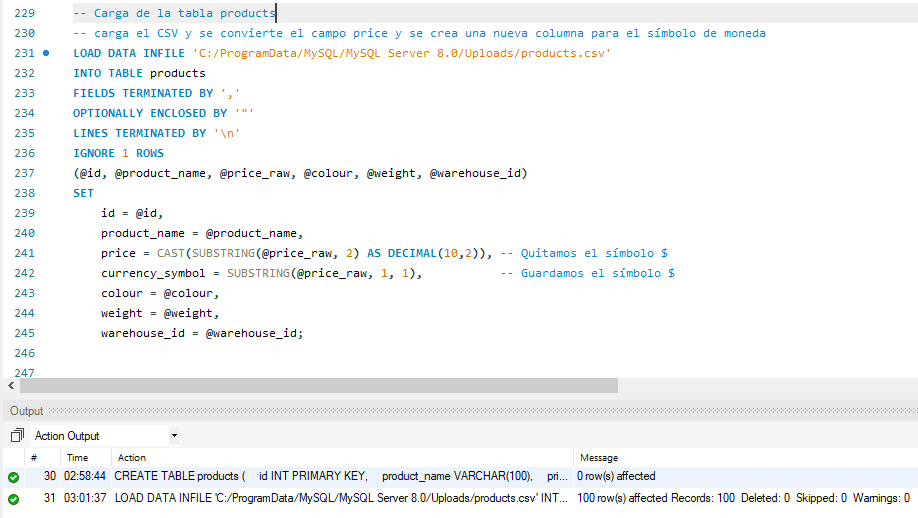 229 -- Carga de la tabla products
230 -- carga el CSV y se convierte el campo price y se crea una nueva columna para el símbolo de moneda
231 LOAD DATA INFILE 'C:/ProgramData/MySQL/MySQL Server 8.0/Uploads/products.csv'
232 INTO TABLE products
233 FIELDS TERMINATED BY ','
234 OPTIONALLY ENCLOSED BY '"'
235 LINES TERMINATED BY '\n'
236 IGNORE 1 ROWS
237 (@id, @product_name, @price_raw, @colour, @weight, @warehouse_id)
238 SET
239 id = @id,
240 product_name = @product_name,
241 price = CAST(SUBSTRING(@price_raw, 2) AS DECIMAL(10,2)), -- Quitamos el símbolo $
242 currency_symbol = SUBSTRING(@price_raw, 1, 1), -- Guardamos el símbolo $
243 colour = @colour,
244 weight = @weight,
245 warehouse_id = @warehouse_id;
246
247
Output
Action Output
# Time Action Message
30 02:58:44 CREATE TABLE products ( id INT PRIMARY KEY, product_name VARCHAR(100), pri... 0 row(s) affected
31 03:01:37 LOAD DATA INFILE 'C:/ProgramData/MySQL/MySQL Server 8.0/Uploads/products.csv' INT... 100 row(s) affected Records: 100 Deleted: 0 Skipped: 0 Warnings: 0